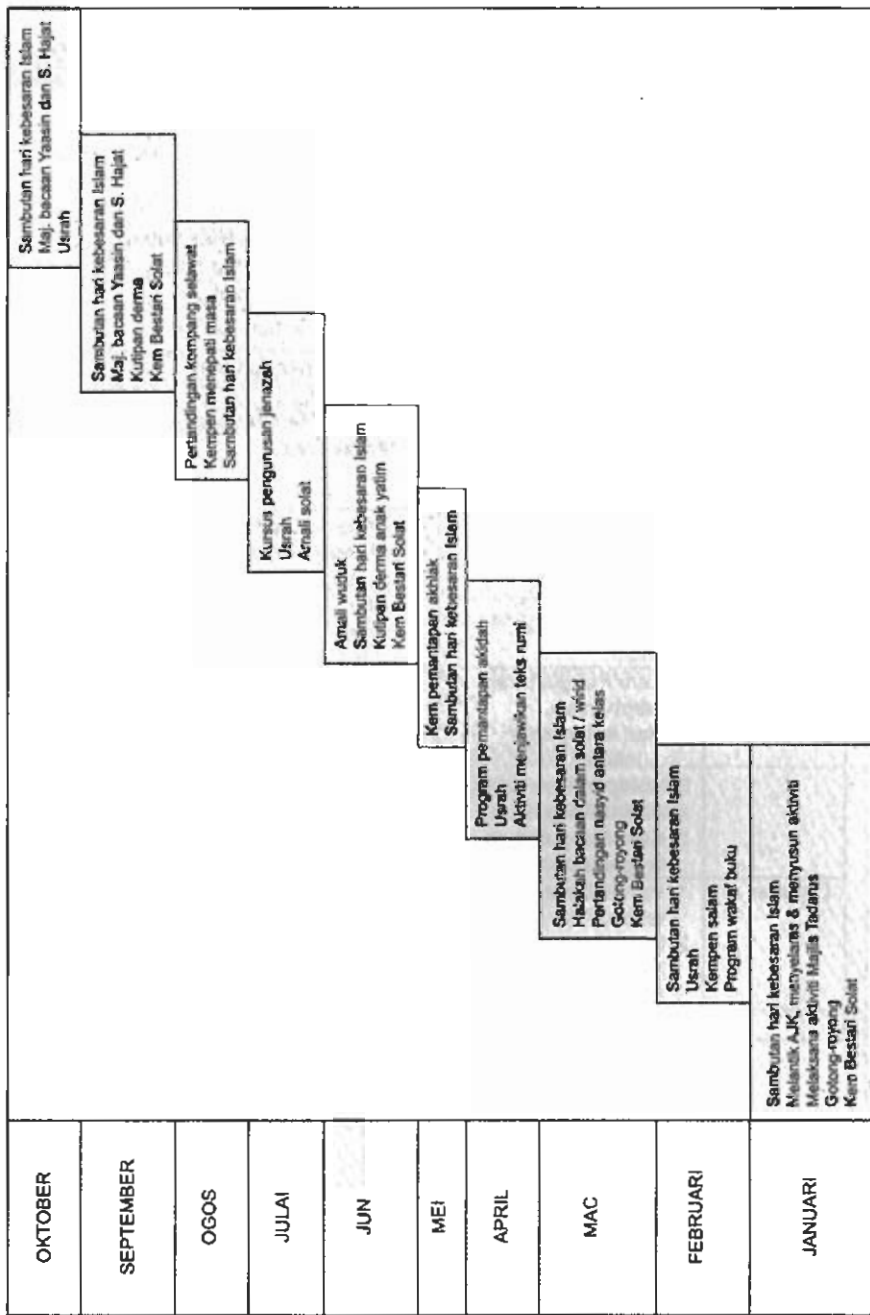 OKTOBER
Sambutan hari kebesaran Islam
Maj. bacaan Yaasin dan S. Hajat
Usrah
SEPTEMBER
Sambutan hari kebesaran Islam
Maj. bacaan Yaasin dan S. Hajat
Kutipan derma
Kem Bestari Solat
OGOS
Pertandingan kompang selawat
Kempen menepati masa
Sambutan hari kebesaran Islam
JULAI
Kursus pengurusan jenazah
Usrah
Amali solat
JUN
Amali wuduk
Sambutan hari kebesaran Islam
Kutipan derma anak yatim
Kem Bestari Solat
MEI
Kem pemantapan akhlak
Sambutan hari kebesaran Islam
APRIL
Program pemantapan akidah
Usrah
Aktiviti menjawikan teks rumi
MAC
Sambutan hari kebesaran Islam
Halakah bacaan dalam solat / wirid
Pertandingan nasyid antara kelas
Gotong-royong
Kem Bestari Solat
FEBRUARI
Sambutan hari kebesaran Islam
Usrah
Kempen salam
Program wakaf buku
JANUARI
Sambutan hari kebesaran Islam
Melantik AJK, menyelaras & menyusun aktiviti
Melaksana aktiviti Majlis Tadarus
Gotong-royong
Kem Bestari Solat